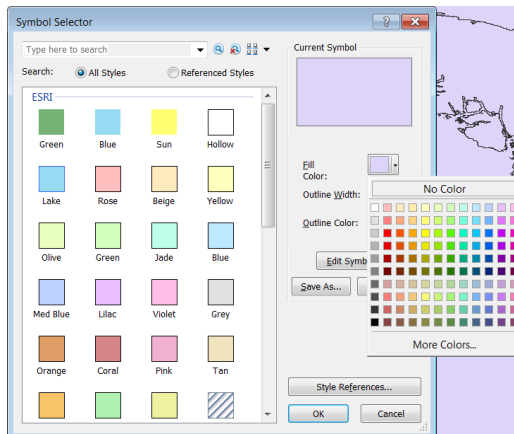 Symbol Selector
Type here to search
Search: All Styles Referenced Styles
ESRI
Green Blue Sun Hollow
Lake Rose Beige Yellow
Olive Green Jade Blue
Med Blue Lilac Violet Grey
Orange Coral Pink Tan
Current Symbol
Fill
Color:
No Color
Outline Width:
Outline Color:
Edit Symb
Save As...
More Colors...
Style References...
OK Cancel